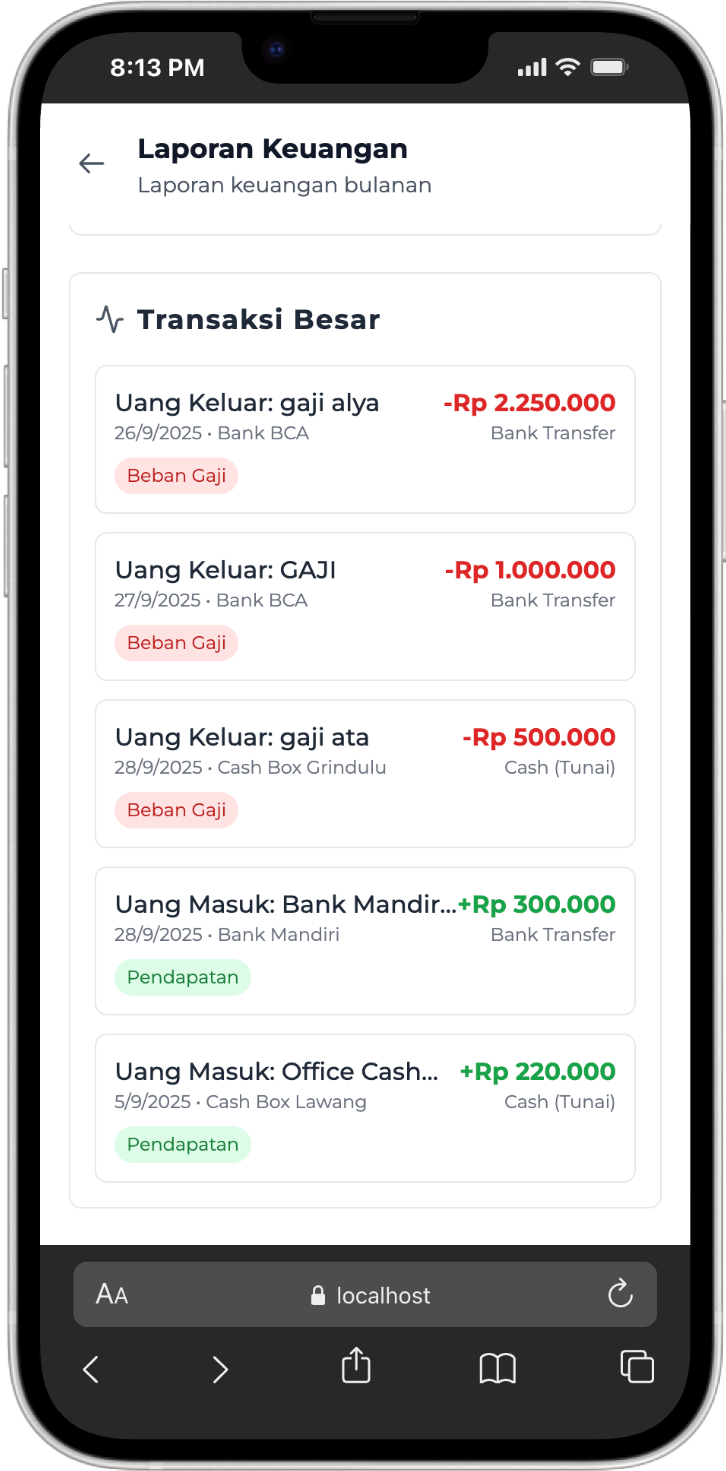 8:13 PM
Laporan Keuangan
Laporan keuangan bulanan
Transaksi Besar
Uang Keluar: gaji alya -Rp 2.250.000
26/9/2025 • Bank BCA Bank Transfer
Beban Gaji
Uang Keluar: GAJI -Rp 1.000.000
27/9/2025 • Bank BCA Bank Transfer
Beban Gaji
Uang Keluar: gaji ata -Rp 500.000
28/9/2025 • Cash Box Grindulu Cash (Tunai)
Beban Gaji
Uang Masuk: Bank Mandir... +Rp 300.000
28/9/2025 • Bank Mandiri Bank Transfer
Pendapatan
Uang Masuk: Office Cash... +Rp 220.000
5/9/2025 • Cash Box Lawang Cash (Tunai)
Pendapatan
AA localhost